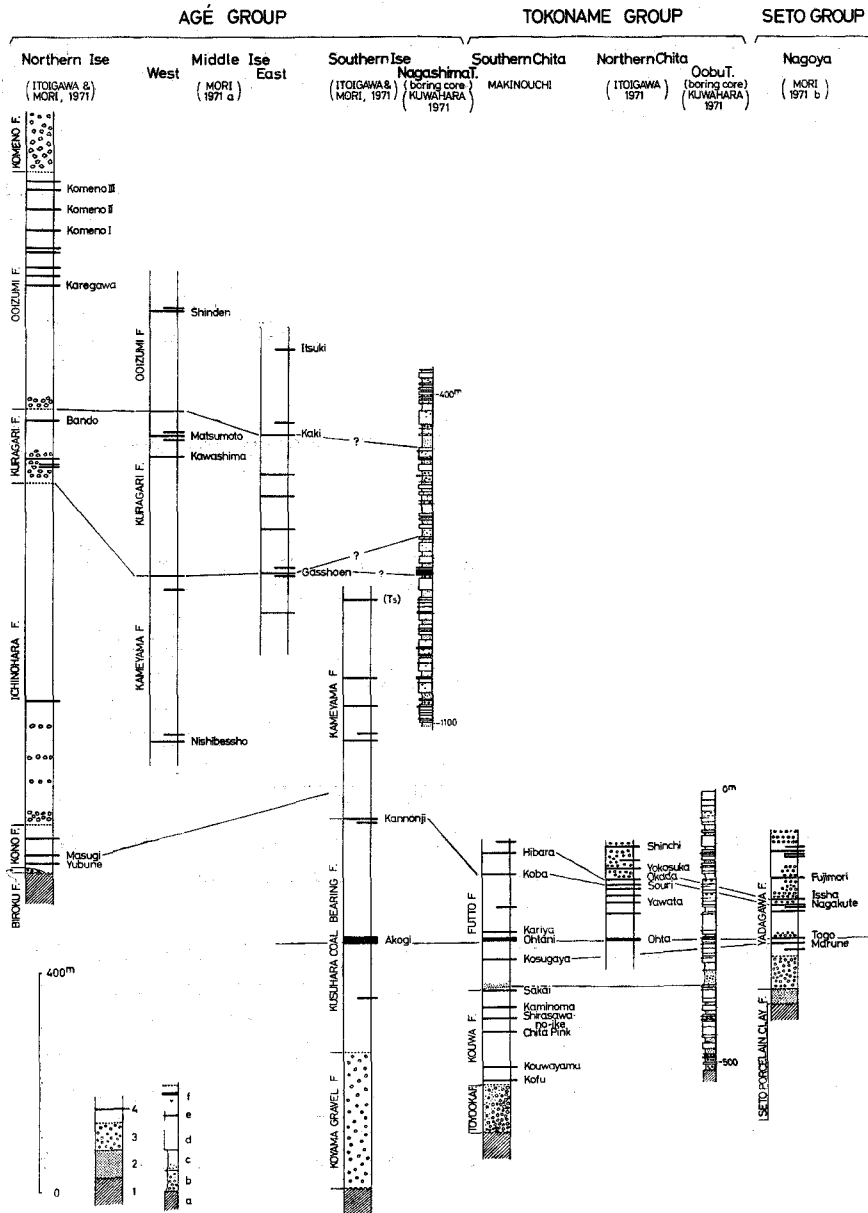 AGÉ GROUP
TOKONAME GROUP
SETO GROUP
Northern Ise
(ITOIGAWA & MORI, 1971)
Middle Ise
West
East
(MORI 1971 a)
Southern Ise
(ITOIGAWA & MORI, 1971)
Nagashima T.
(boring core)
(KUWAHARA 1971)
Southern Chita
MAKINOUCHI
Northern Chita
(ITOIGAWA 1971)
Oobu T.
(boring core)
(KUWAHARA 1971)
Nagoya
(MORI 1971 b)
KOMENO F.
OOIZUMI F.
KURAGARI F.
ICHINOHARA F.
KONO F.
BIROKU F.
Komeno III
Komeno II
Komeno I
Karegawa
Bando
Masugi
Yubune
OOIZUMI F
KURAGARI F.
KAMEYAMA F.
Shinden
Matsumoto
Kawashima
Nishibessho
Itsuki
Kaki
Gasshoen
?
?
?
-400m
-1100
KAMEYAMA F
KUSUHARA COAL BEARING F.
KOYAMA GRAVEL F
(Ts)
Kannonji
Akogi
FUTTO F
KOUWA F.
TOYOOKA F.
Hibara
Koba
Kariya
Ohtani
Kosugaya
Sakai
Kaminoma
Shirasawa-no-ike
Chita Pink
Kouwayamu
Kofu
Shinchi
Yokosuka
Okada
Souri
Yawata
Ohta
0m
-500
YADAGAWA F.
SETO PORCELAIN CLAY F.
Fujimori
Issha
Nagakute
Togo
Marune
400m
0
4
3
2
1
f
e
d
c
b
a